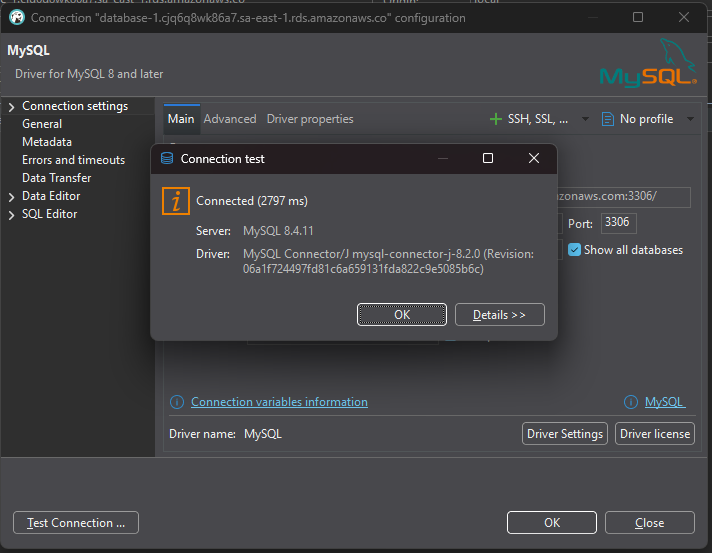 Connection "database-1.cjq6q8wk86a7.sa-east-1.rds.amazonaws.co" configuration
MySQL
Driver for MySQL 8 and later
MySQL
Connection settings
General
Metadata
Errors and timeouts
Data Transfer
Data Editor
SQL Editor
Main
Advanced
Driver properties
SSH, SSL, ...
No profile
Connection test
Connected (2797 ms)
Server:
MySQL 8.4.11
Driver:
MySQL Connector/J mysql-connector-j-8.2.0 (Revision:
06a1f724497fd81c6a659131fda822c9e5085b6c)
OK
Details >>
azonaws.com:3306/
Port:
3306
Show all databases
Connection variables information
MySQL
Driver name:
MySQL
Driver Settings
Driver license
Test Connection ...
OK
Close